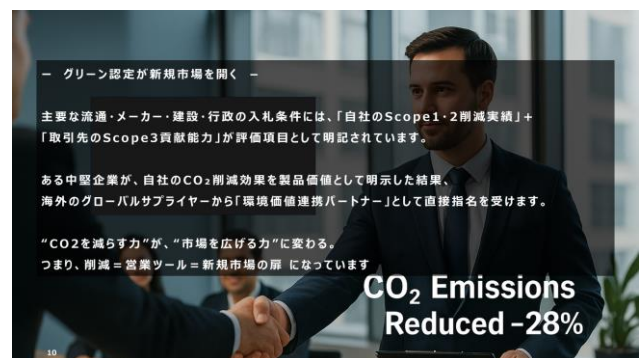 － グリーン認定が新規市場を開く －
主要な流通・メーカー・建設・行政の入札条件には、「自社のScope1・2削減実績」+
「取引先のScope3貢献能力」が評価項目として明記されています。
ある中堅企業が、自社のCO₂削減効果を製品価値として明示した結果、
海外のグローバルサプライヤーから「環境価値連携パートナー」として直接指名を受けます。
“CO2を減らす力”が、“市場を広げる力”に変わる。
つまり、削減＝営業ツール＝新規市場の扉 になっています
CO₂ Emissions
Reduced -28%
10